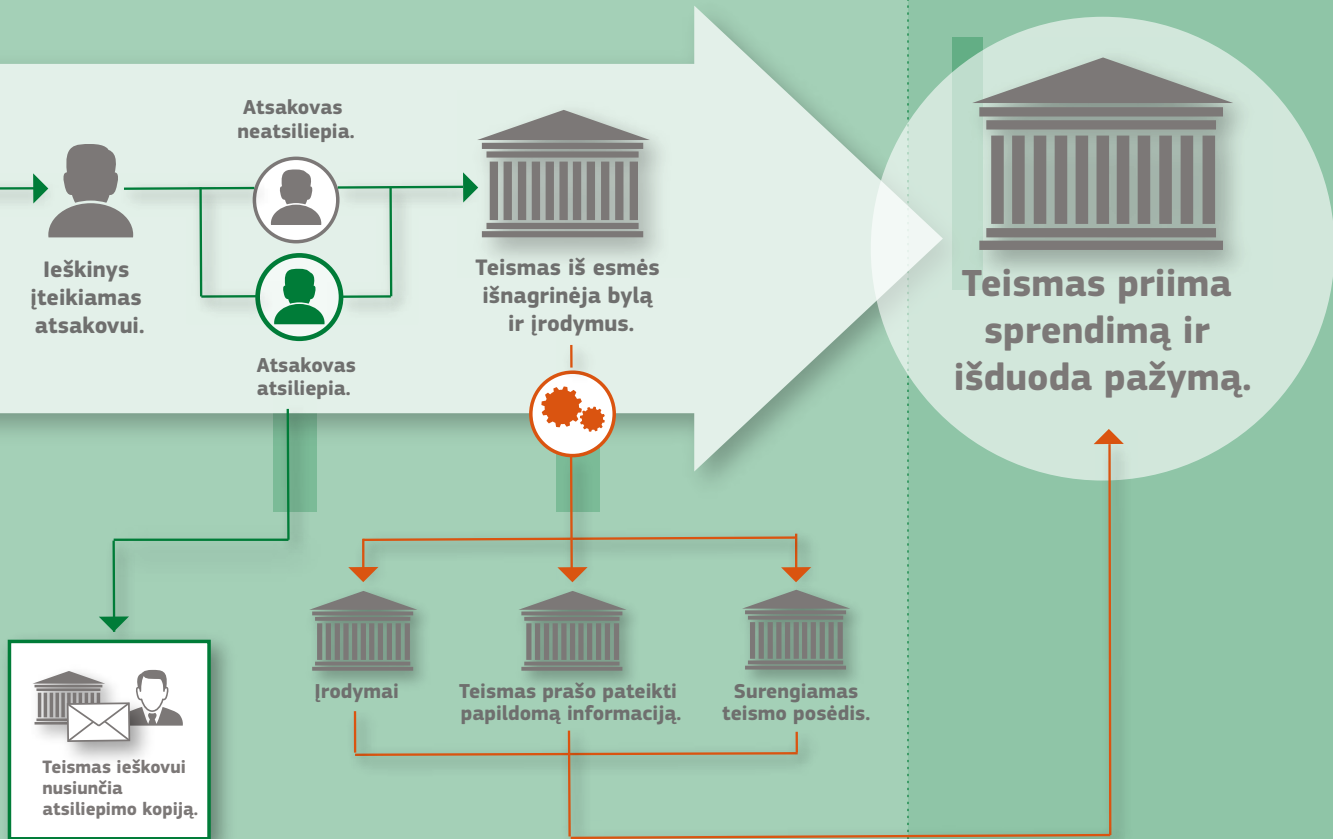 Ieškinys
įteikiamas
atsakovui.
Atsakovas
neatsiliepia.
Atsakovas
atsiliepia.
Teismas iš esmės
išnagrinėja bylą
ir įrodymus.
Teismas priima
sprendimą ir
išduoda pažymą.
Teismas ieškovui
nusiunčia
atsiliepimo kopiją.
Įrodymai
Teismas prašo pateikti
papildomą informaciją.
Surengiamas
teismo posėdis.